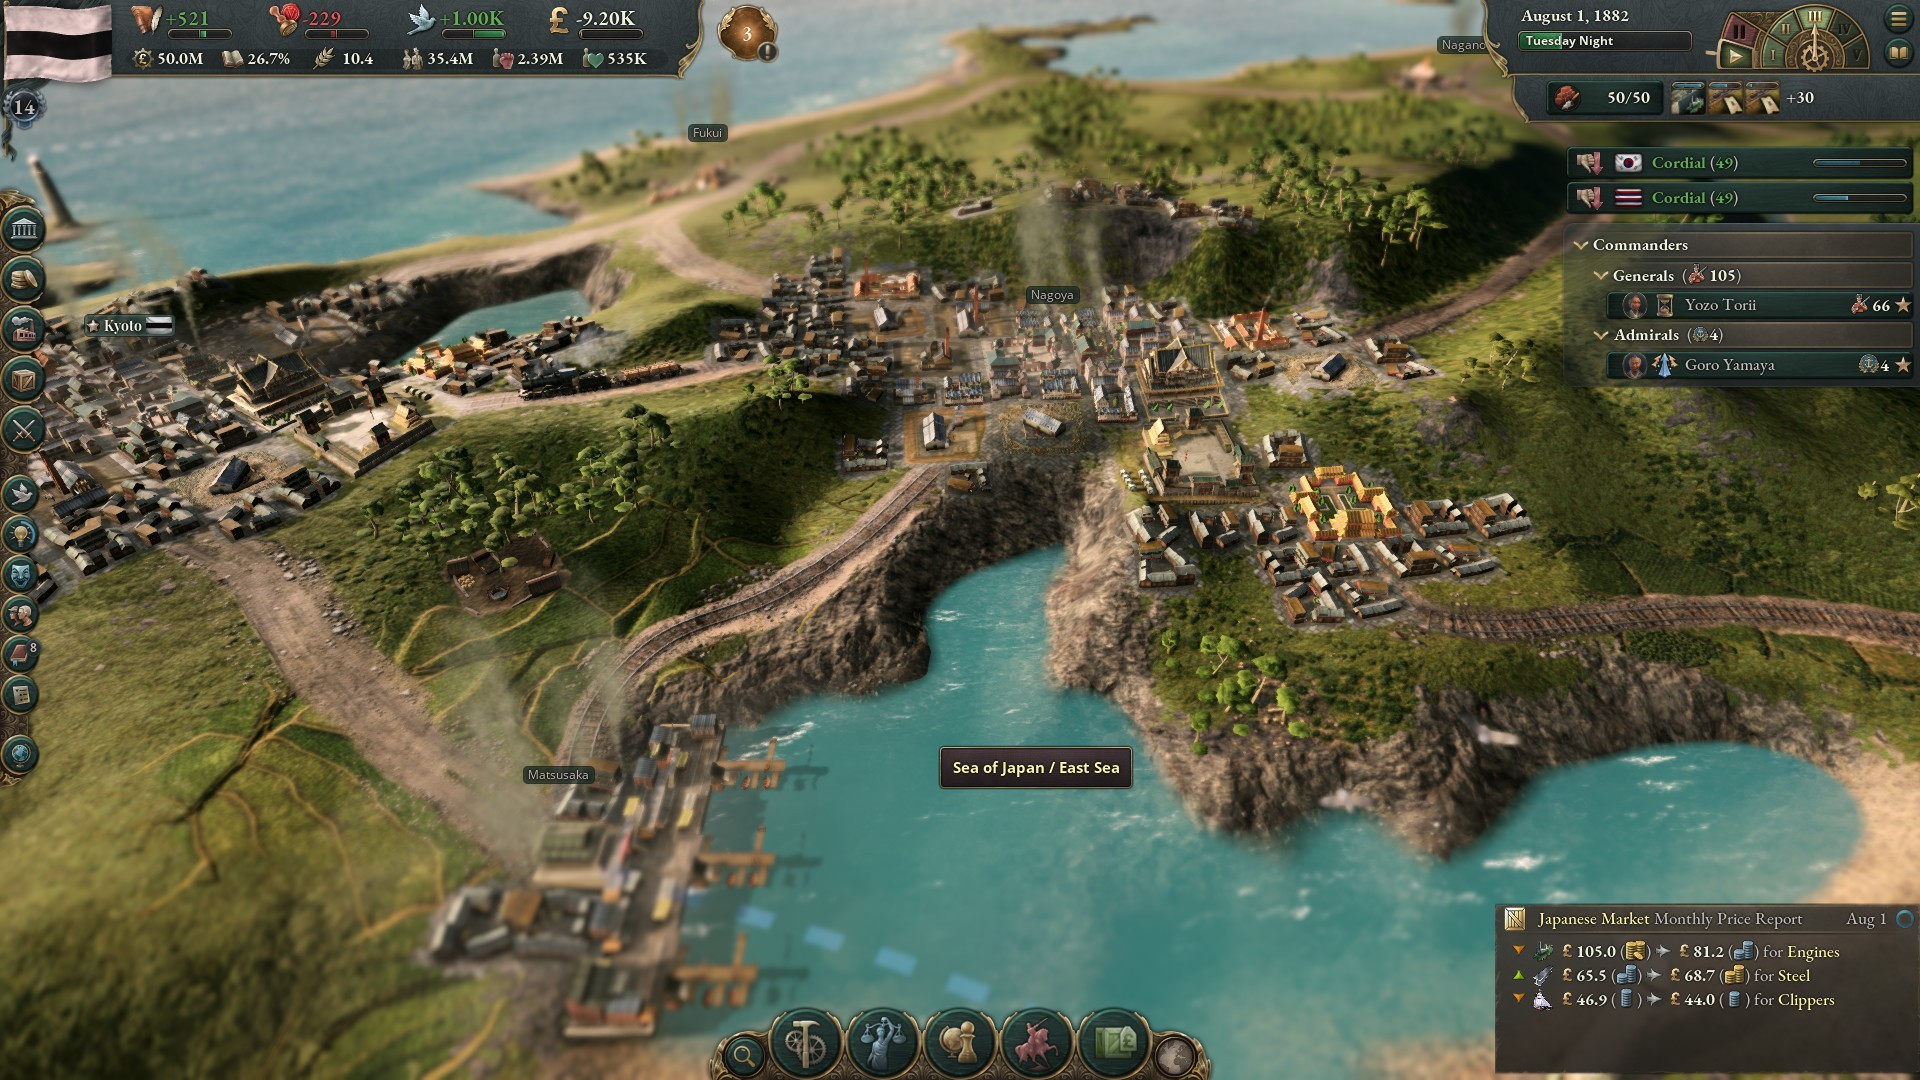 +521
-229
+1.00K
-9.20K
3
50.0M
26.7%
10.4
35.4M
2.39M
535K
14
August 1, 1882
Tuesday Night
I
II
III
IV
V
50/50
+30
Cordial (49)
Cordial (49)
Commanders
Generals (105)
Yozo Torii 66
Admirals (4)
Goro Yamaya 4
Nagano
Fukui
Nagoya
Kyoto
8
Matsusaka
Sea of Japan / East Sea
Japanese Market Monthly Price Report Aug 1
£ 105.0 ( ) £ 81.2 ( ) for Engines
£ 65.5 ( ) £ 68.7 ( ) for Steel
£ 46.9 ( ) £ 44.0 ( ) for Clippers